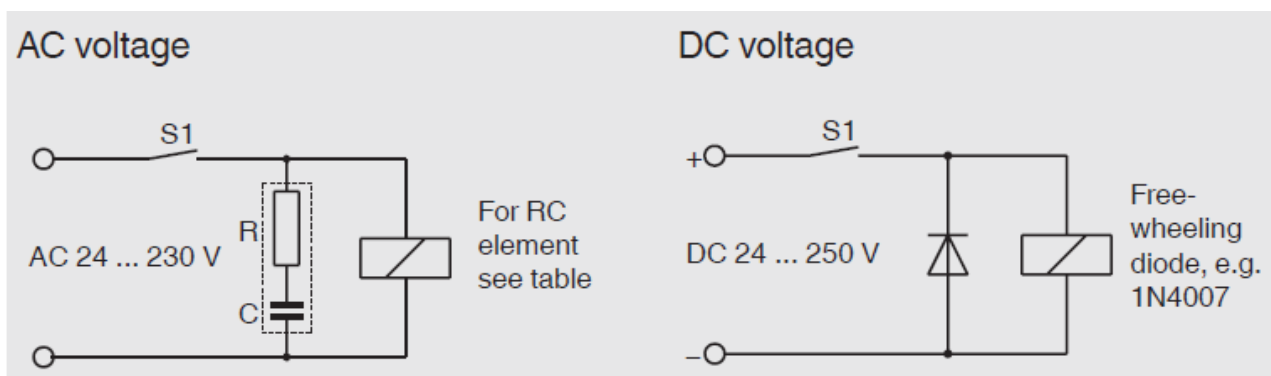 AC voltage
S1
R
AC 24 ... 230 V
C
For RC
element
see table
DC voltage
S1
+
DC 24 ... 250 V
–
Free-
wheeling
diode, e.g.
1N4007